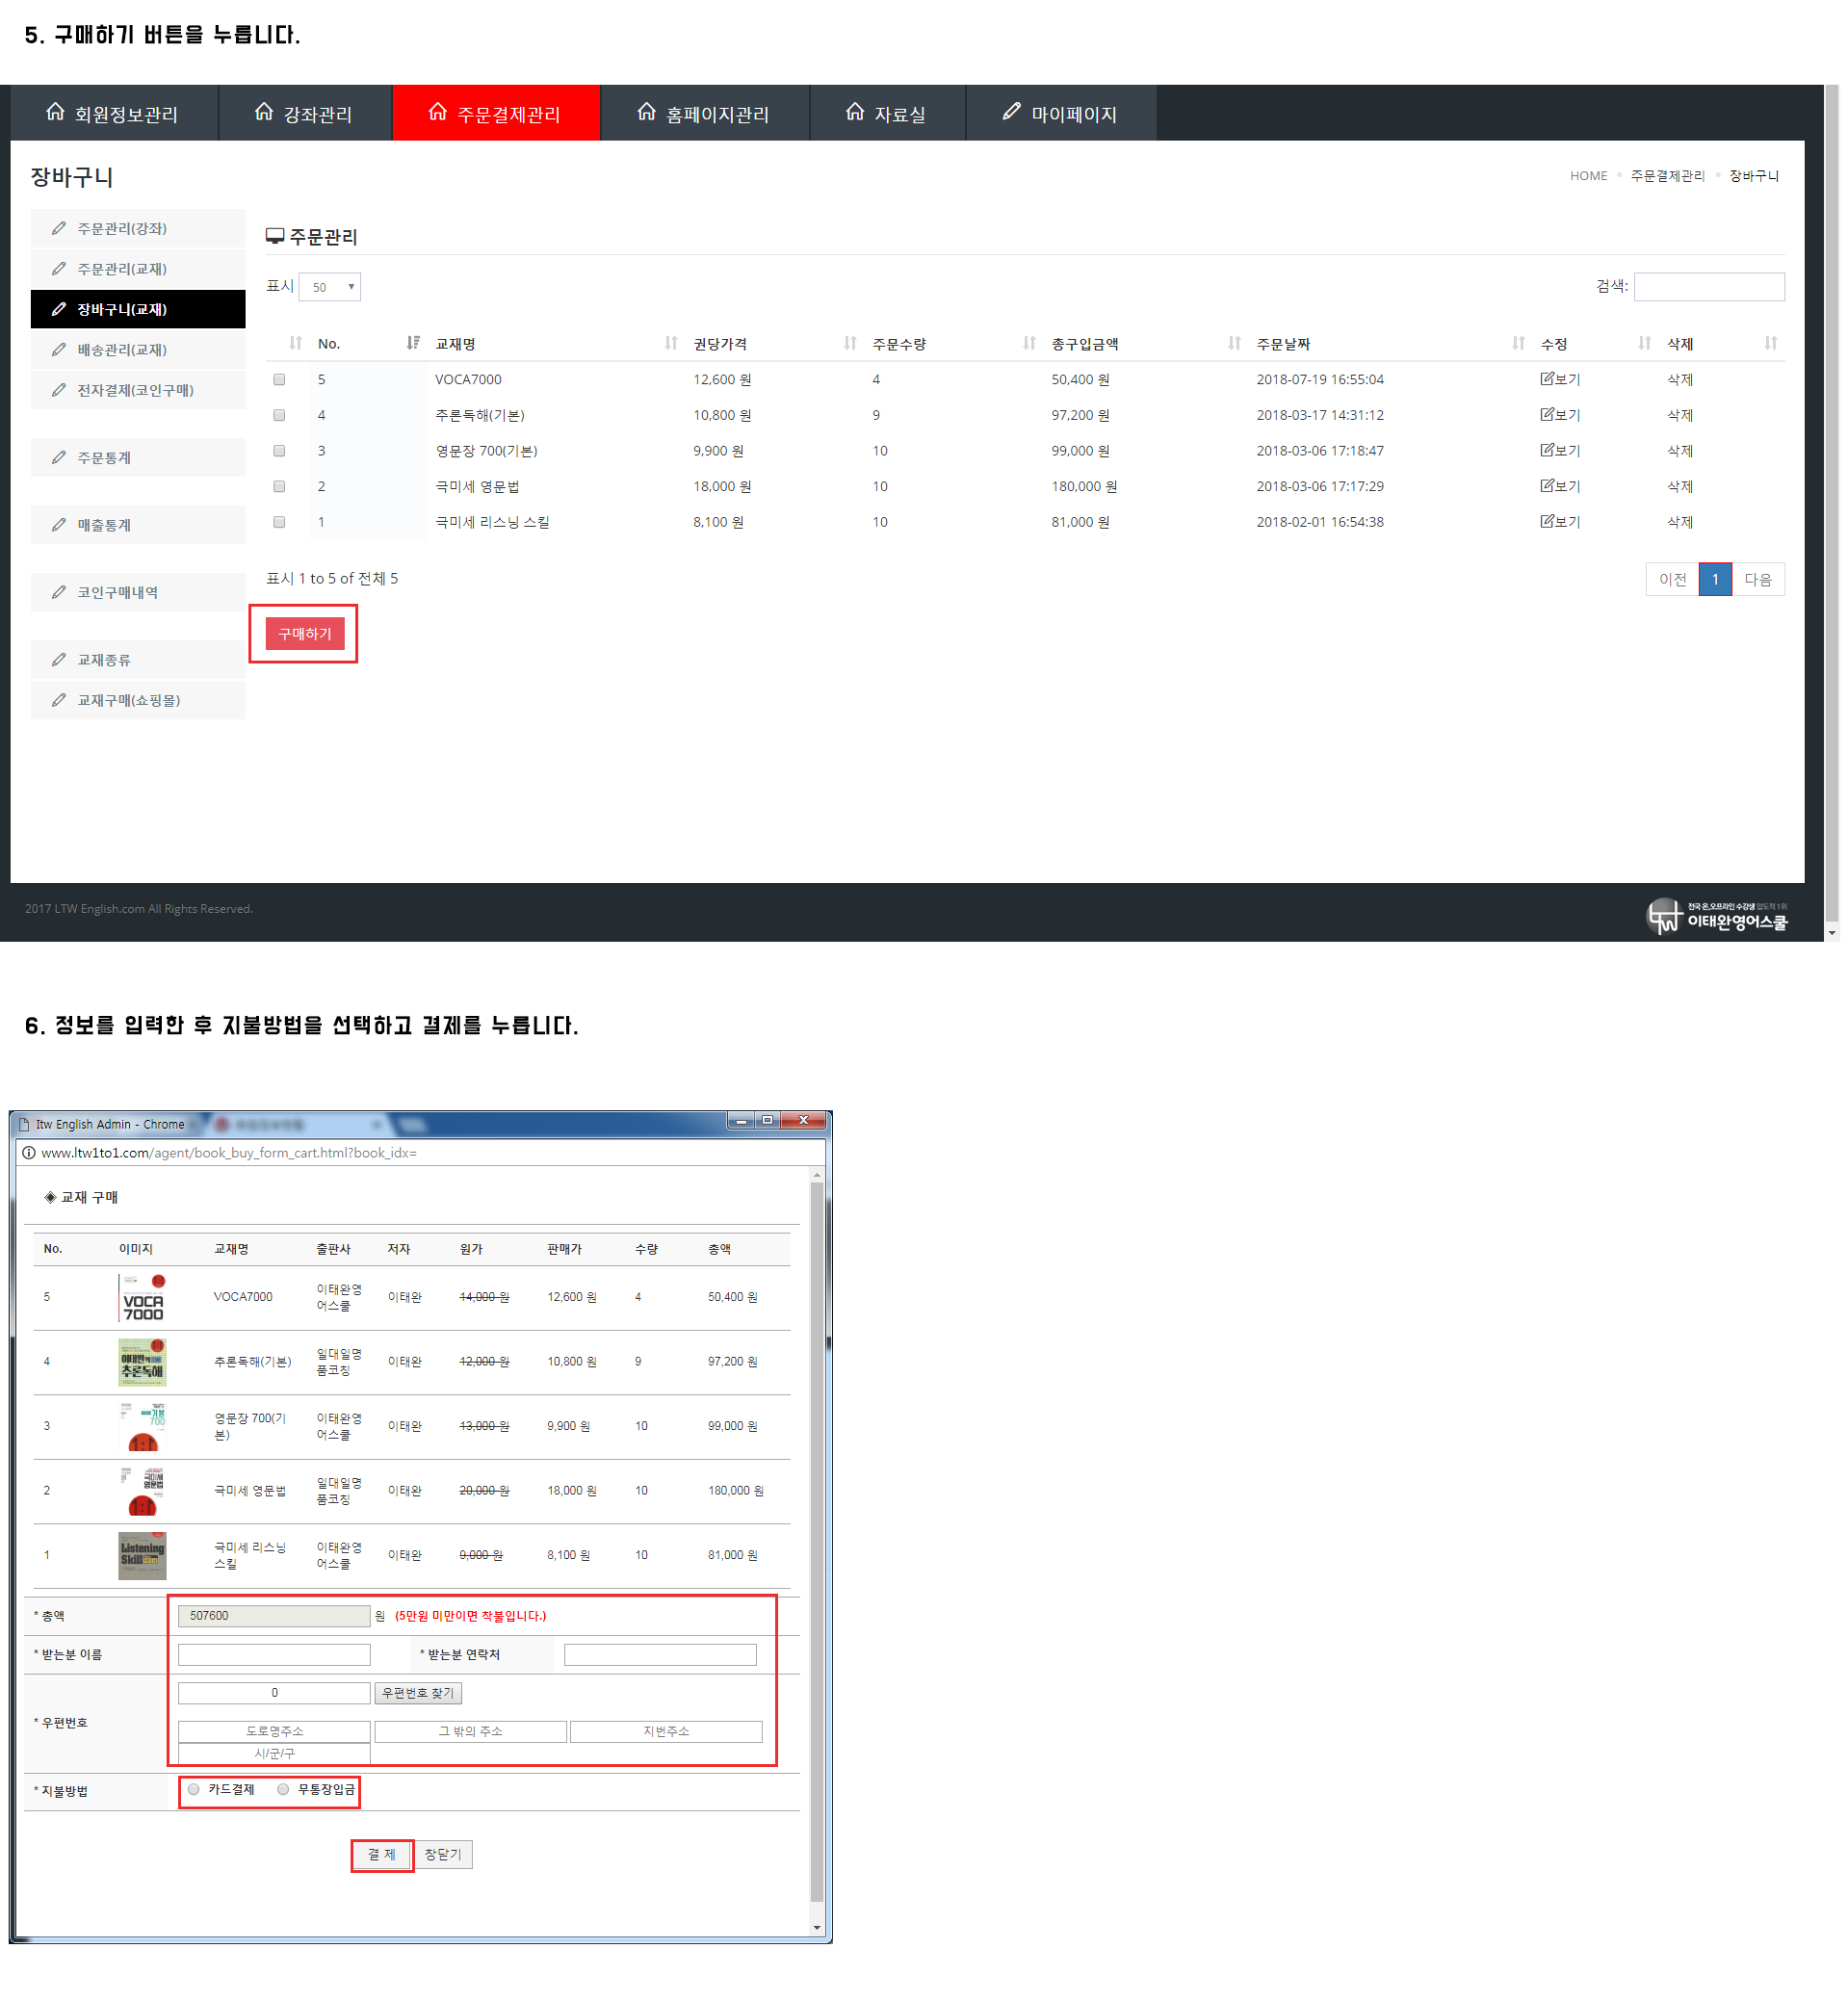 5. 구매하기 버튼을 누릅니다.
회원정보관리 강좌관리 주문결제관리 홈페이지관리 자료실 마이페이지
장바구니
HOME 주문결제관리 장바구니
주문관리(강좌)
주문관리(교재)
장바구니(교재)
배송관리(교재)
전자결제(코인구매)
주문통계
매출통계
코인구매내역
교재종류
교재구매(쇼핑몰)
주문관리
표시 50 검색:
No. 교재명 권당가격 주문수량 총구입금액 주문날짜 수정 삭제
5 VOCA7000 12,600 원 4 50,400 원 2018-07-19 16:55:04 보기 삭제
4 추론독해(기본) 10,800 원 9 97,200 원 2018-03-17 14:31:12 보기 삭제
3 영문장 700(기본) 9,900 원 10 99,000 원 2018-03-06 17:18:47 보기 삭제
2 극미세 영문법 18,000 원 10 180,000 원 2018-03-06 17:17:29 보기 삭제
1 극미세 리스닝 스킬 8,100 원 10 81,000 원 2018-02-01 16:54:38 보기 삭제
표시 1 to 5 of 전체 5 이전 1 다음
구매하기
2017 LTW English.com All Rights Reserved.
전국 온,오프라인 수강생 압도적 1위
이태완영어스쿨
6. 정보를 입력한 후 지불방법을 선택하고 결제를 누릅니다.
ltw English Admin - Chrome
www.ltw1to1.com/agent/book_buy_form_cart.html?book_idx=
◈ 교재 구매
No. 이미지 교재명 출판사 저자 원가 판매가 수량 총액
5 VOCA 7000 VOCA7000 이태완영어스쿨 이태완 14,000 원 12,600 원 4 50,400 원
4 추론독해 추론독해(기본) 일대일명품코칭 이태완 12,000 원 10,800 원 9 97,200 원
3 기본 700 영문장 700(기본) 이태완영어스쿨 이태완 13,000 원 9,900 원 10 99,000 원
2 극미세 영문법 극미세 영문법 일대일명품코칭 이태완 20,000 원 18,000 원 10 180,000 원
1 Listening Skill 극미세 리스닝 스킬 이태완영어스쿨 이태완 9,000 원 8,100 원 10 81,000 원
* 총액 507600 원 (5만원 미만이면 착불입니다.)
* 받는분 이름 * 받는분 연락처
* 우편번호 0 우편번호 찾기
도로명주소 그 밖의 주소 지번주소
시/군/구
* 지불방법 카드결제 무통장입금
결 제 창닫기